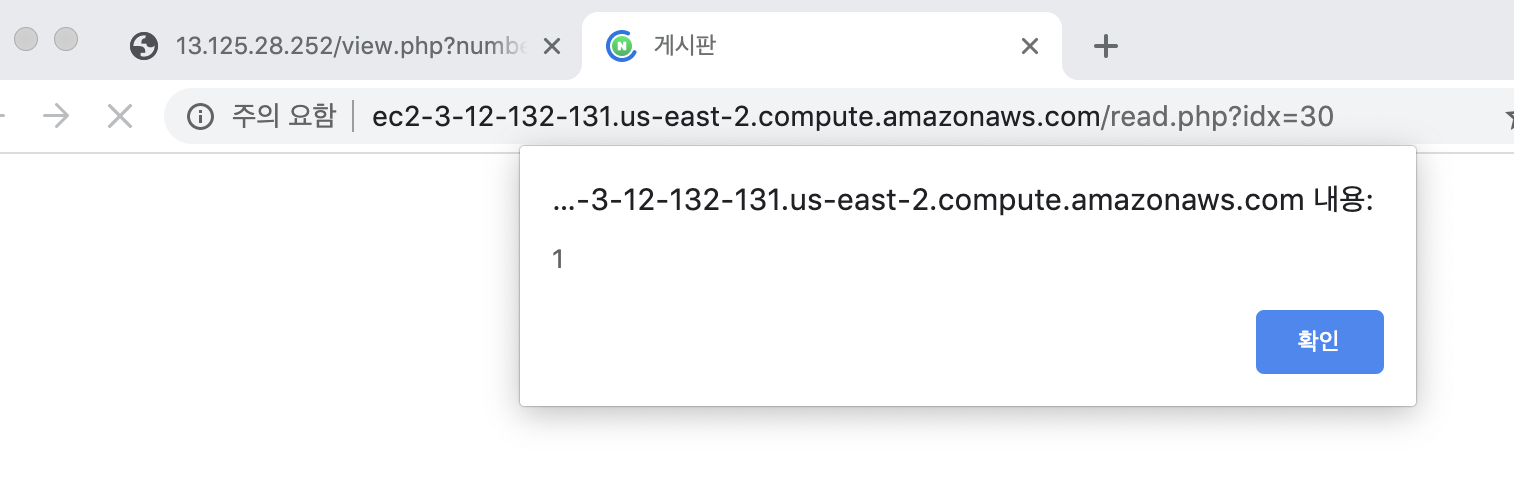 13.125.28.252/view.php?numbe
게시판
주의 요함 ec2-3-12-132-131.us-east-2.compute.amazonaws.com/read.php?idx=30
...-3-12-132-131.us-east-2.compute.amazonaws.com 내용:
1
확인